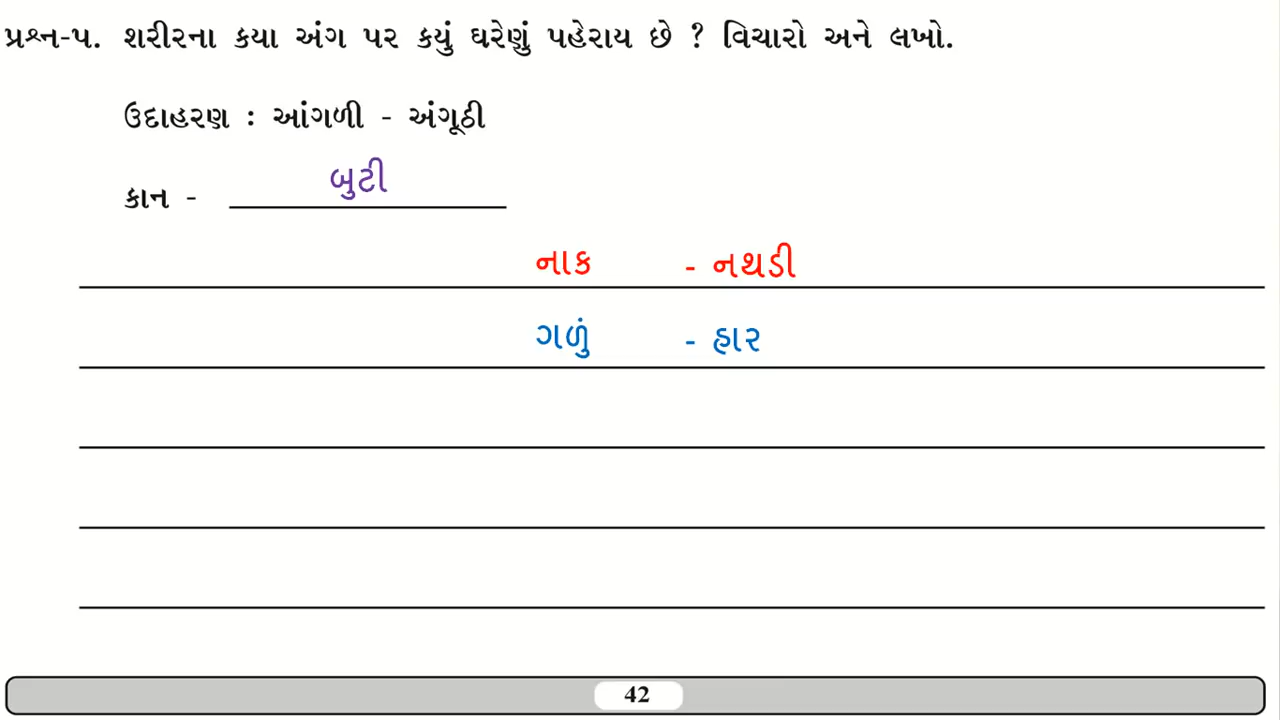 પ્રશ્ન-૫. શરીરના કયા અંગ પર કયું ઘરેણું પહેરાય છે ? વિચારો અને લખો.
ઉદાહરણ : આંગળી - અંગૂઠી
કાન - બુટી
નાક - નથડી
ગળું - હાર
42